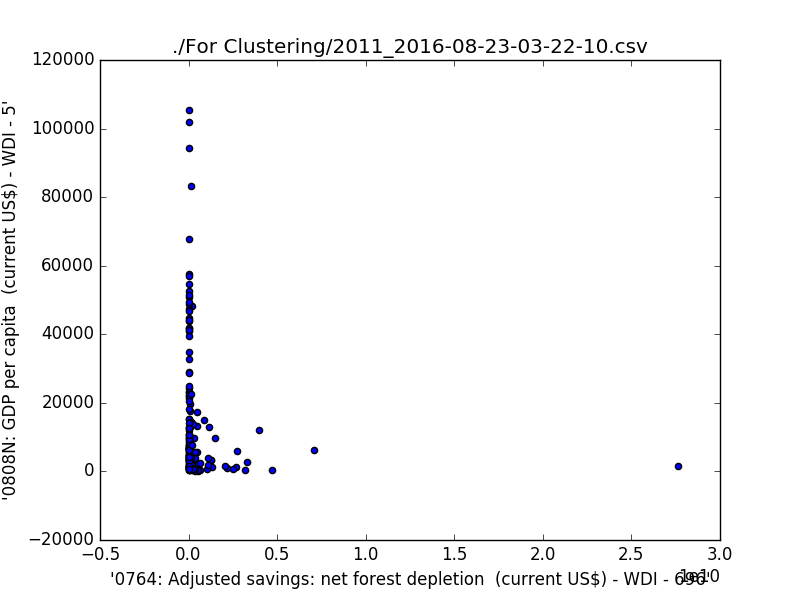 ./For Clustering/2011_2016-08-23-03-22-10.csv
120000
100000
80000
60000
40000
20000
0
−20000
'0808N: GDP per capita  (current US$) - WDI - 5'
−0.5 0.0 0.5 1.0 1.5 2.0 2.5 3.0
1e10
'0764: Adjusted savings: net forest depletion  (current US$) - WDI - 696'